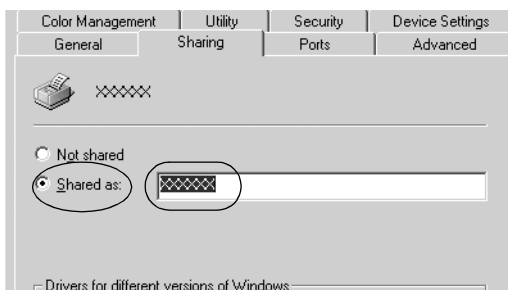 Color Management Utility Security Device Settings
General Sharing Ports Advanced
XXXXXX
Not shared
Shared as: XXXXXX
Drivers for different versions of Windows